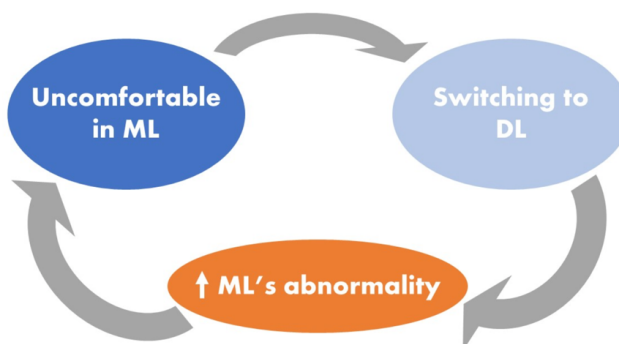 Uncomfortable
in ML
Switching to
DL
↑ ML's abnormality